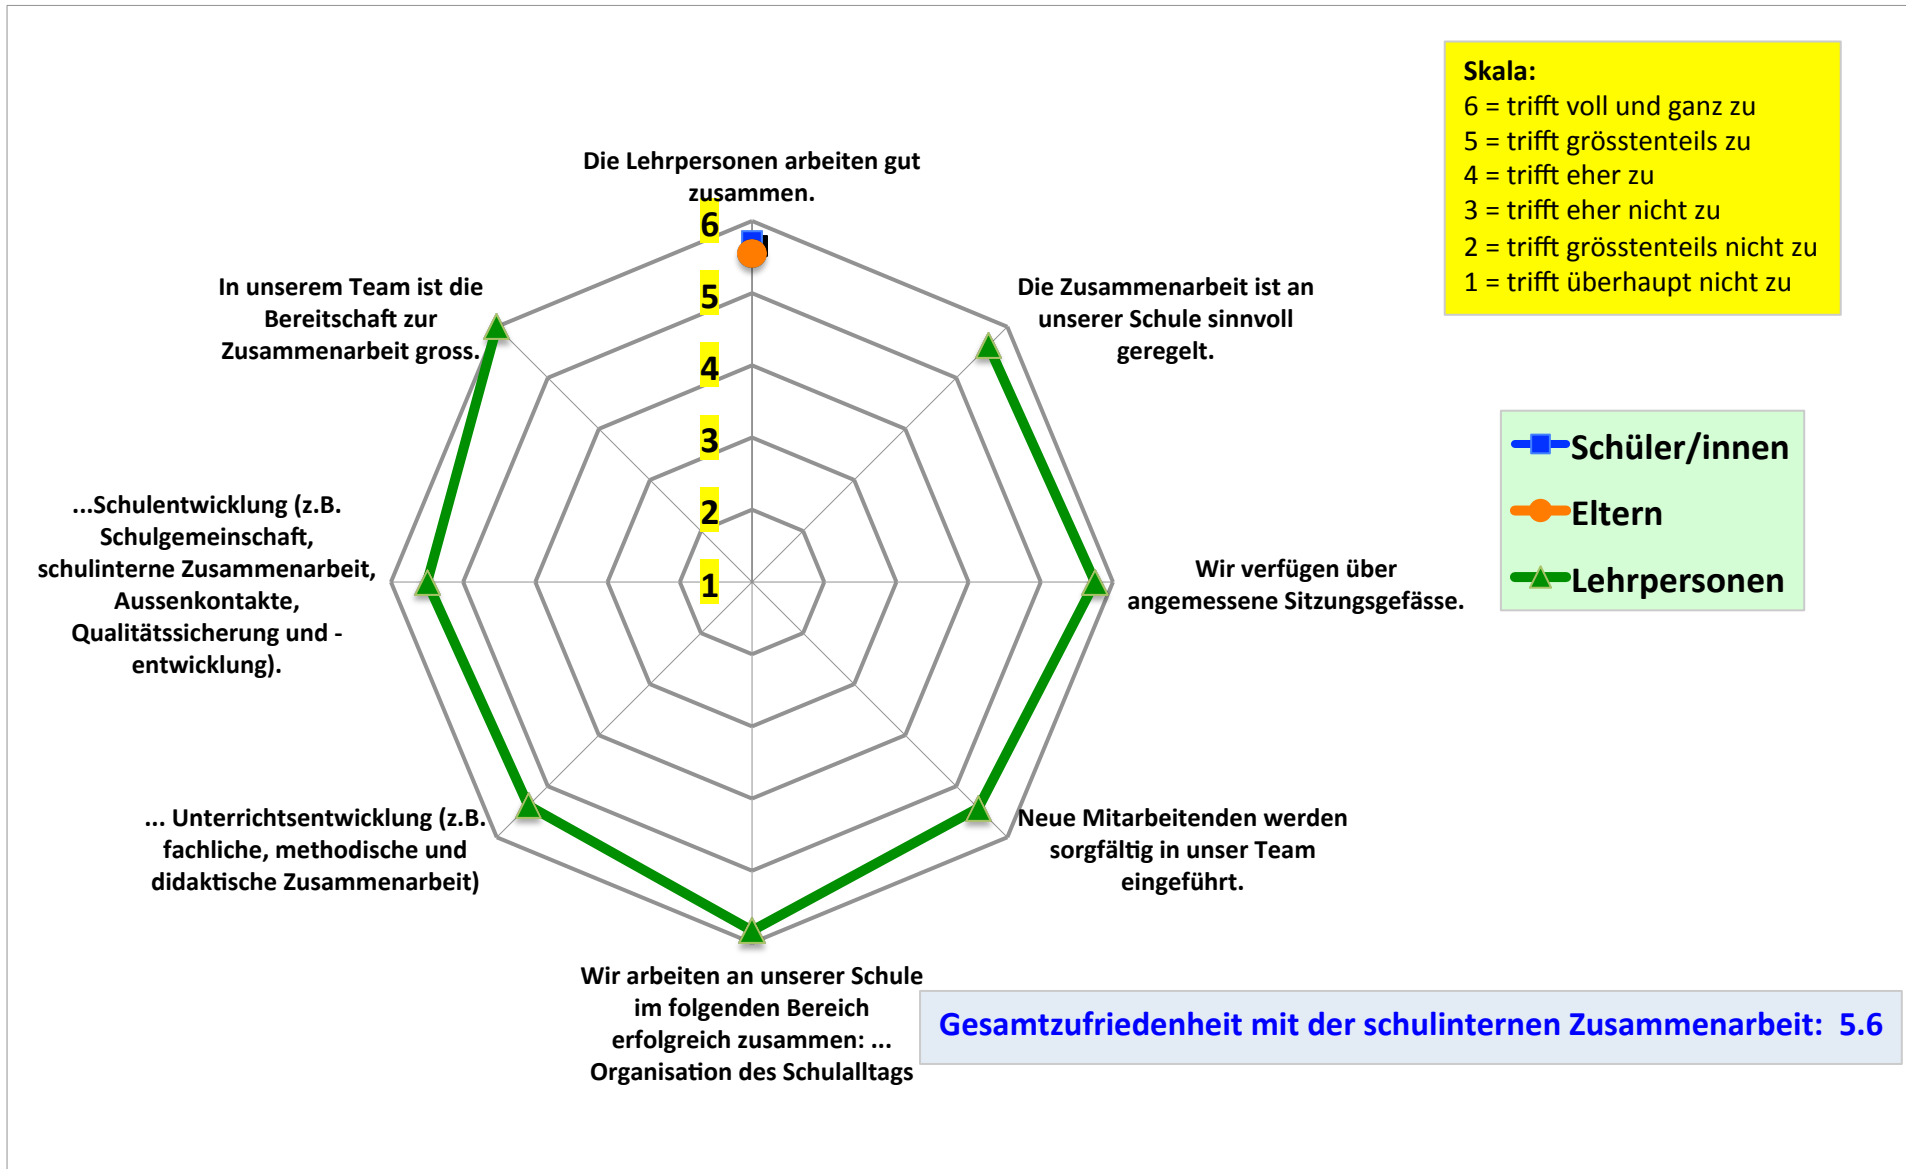 Skala:
6 = trifft voll und ganz zu
5 = trifft grösstenteils zu
4 = trifft eher zu
3 = trifft eher nicht zu
2 = trifft grösstenteils nicht zu
1 = trifft überhaupt nicht zu
Die Lehrpersonen arbeiten gut
zusammen.
6
5
4
3
2
1
In unserem Team ist die
Bereitschaft zur
Zusammenarbeit gross.
Die Zusammenarbeit ist an
unserer Schule sinnvoll
geregelt.
Schüler/innen
Eltern
Lehrpersonen
...Schulentwicklung (z.B.
Schulgemeinschaft,
schulinterne Zusammenarbeit,
Aussenkontakte,
Qualitätssicherung und -
entwicklung).
Wir verfügen über
angemessene Sitzungsgefässe.
... Unterrichtsentwicklung (z.B.
fachliche, methodische und
didaktische Zusammenarbeit)
Neue Mitarbeitenden werden
sorgfältig in unser Team
eingeführt.
Wir arbeiten an unserer Schule
im folgenden Bereich
erfolgreich zusammen: ...
Organisation des Schulalltags
Gesamtzufriedenheit mit der schulinternen Zusammenarbeit: 5.6